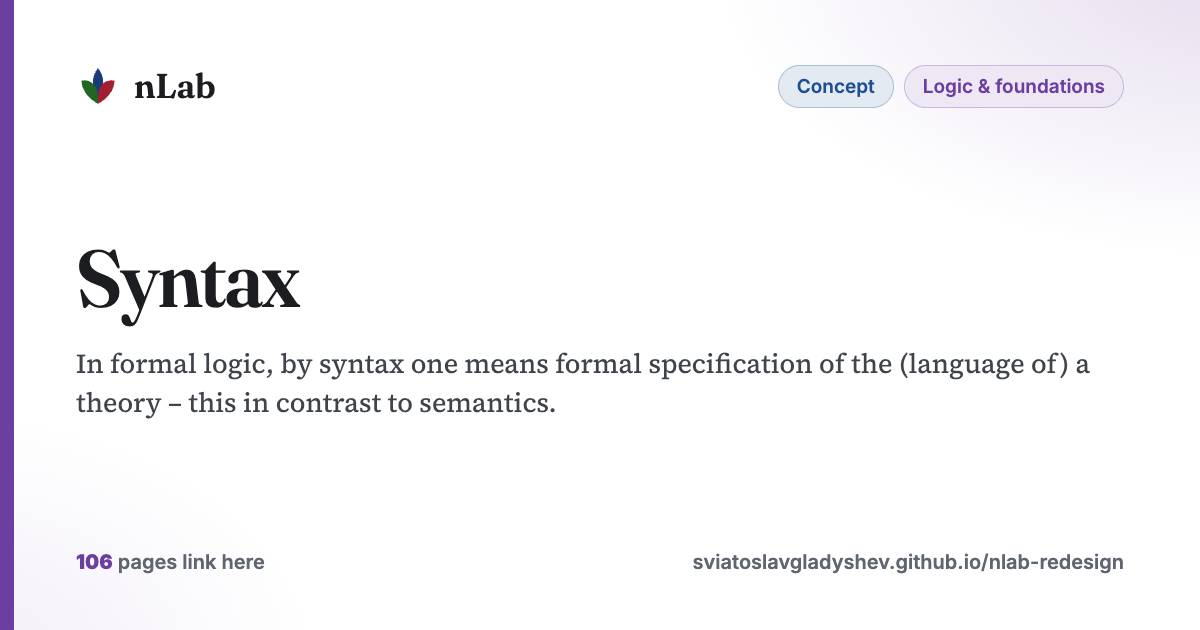 nLab
Concept
Logic & foundations
Syntax
In formal logic, by syntax one means formal specification of the (language of) a
theory – this in contrast to semantics.
106 pages link here
sviatoslavgladyshev.github.io/nlab-redesign